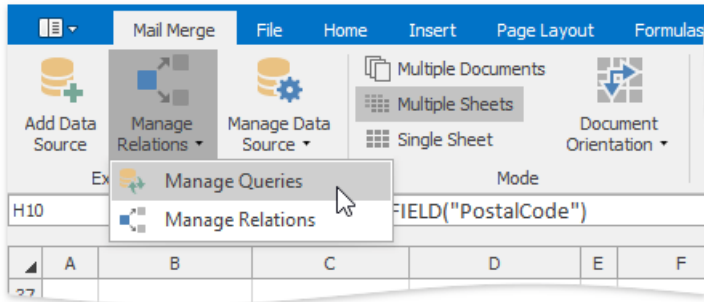 Mail Merge File Home Insert Page Layout Formulas
Add Data Source
Manage Relations
Manage Data Source
Multiple Documents
Multiple Sheets
Single Sheet
Document Orientation
Mode
Manage Queries
Manage Relations
H10
FIELD("PostalCode")
A B C D E F
37